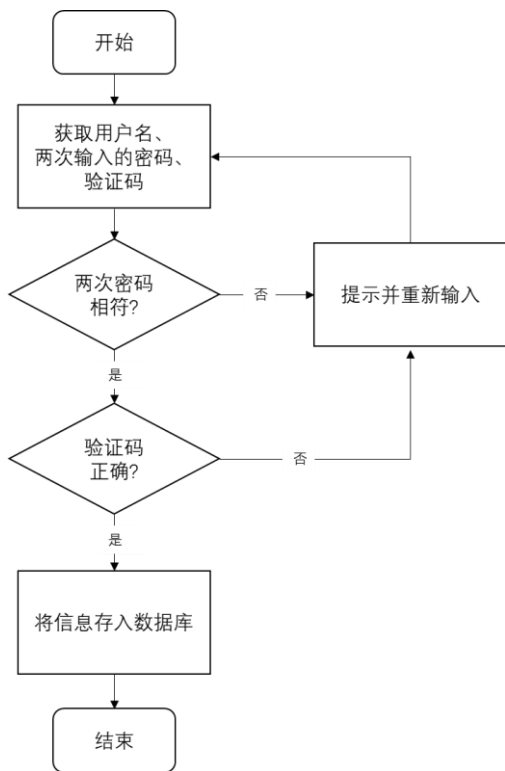 开始
获取用户名、
两次输入的密码、
验证码
两次密码
相符?
否
提示并重新输入
是
验证码
正确?
否
是
将信息存入数据库
结束